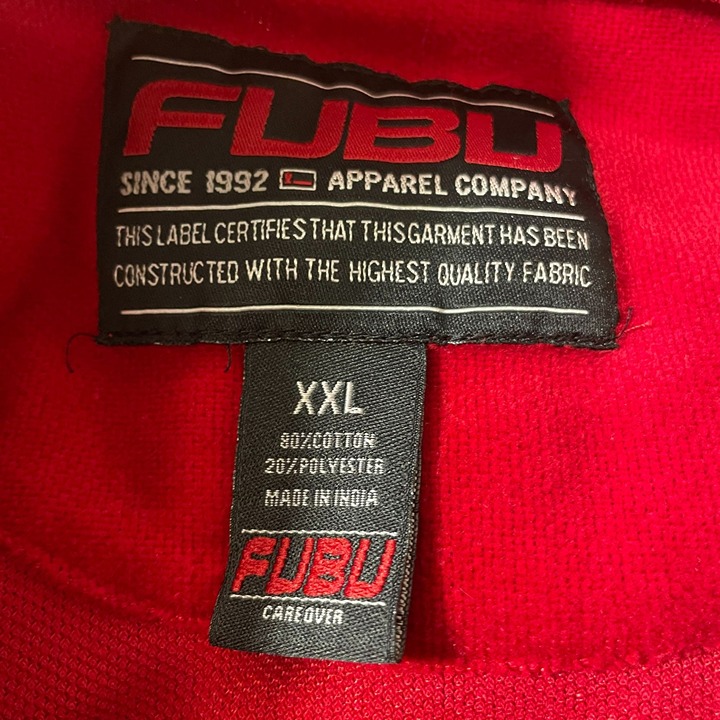 FUBU
SINCE 1992 APPAREL COMPANY
THIS LABEL CERTIFIES THAT THIS GARMENT HAS BEEN
CONSTRUCTED WITH THE HIGHEST QUALITY FABRIC
XXL
80%COTTON
20%POLYESTER
MADE IN INDIA
FUBU
CAREOVER